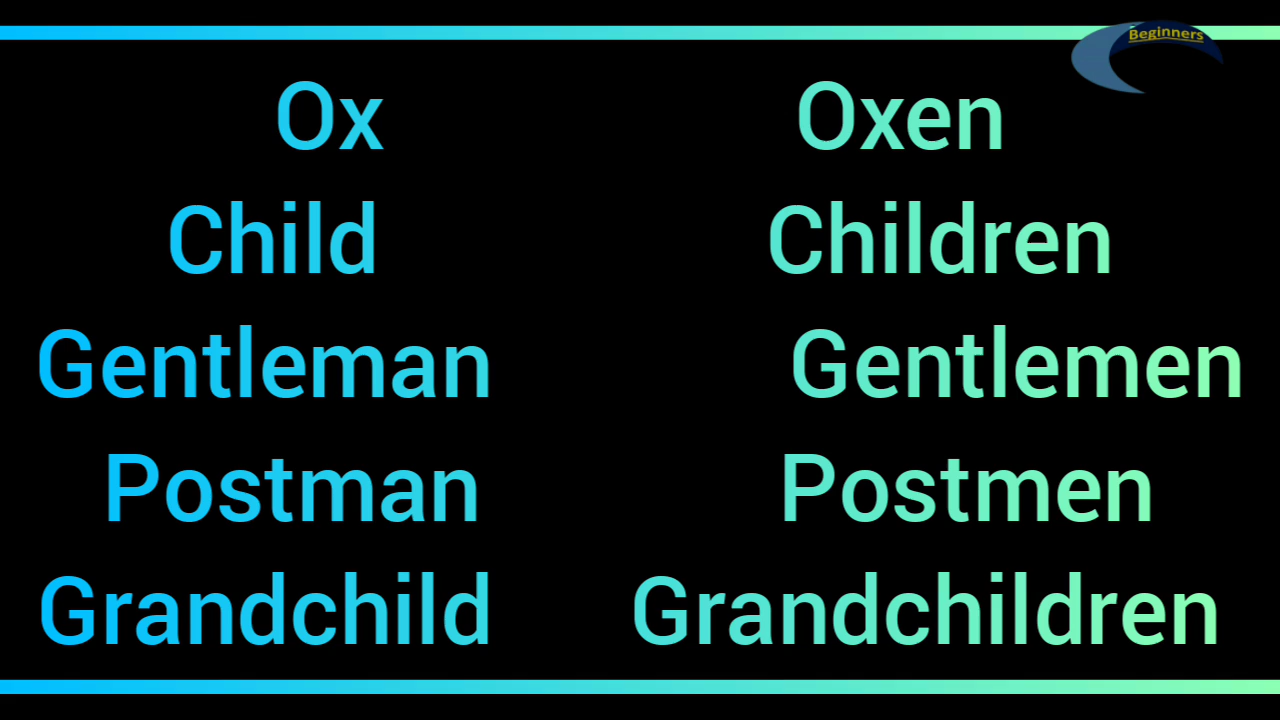 Beginners
Ox Oxen
Child Children
Gentleman Gentlemen
Postman Postmen
Grandchild Grandchildren